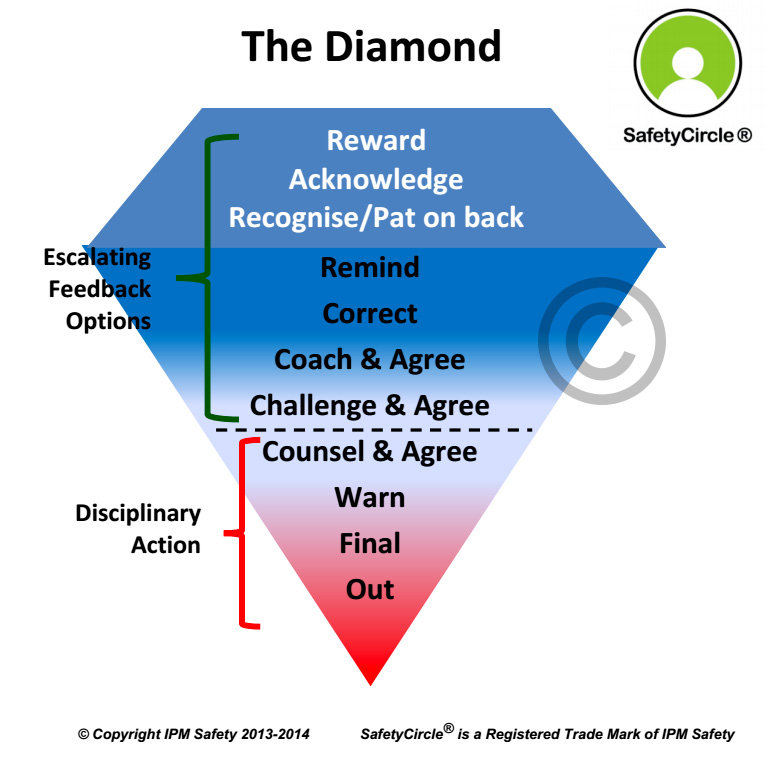 The Diamond
SafetyCircle ®
Reward
Acknowledge
Recognise/Pat on back
Escalating
Feedback
Options
Remind
Correct
Coach & Agree
Challenge & Agree
Disciplinary
Action
Counsel & Agree
Warn
Final
Out
©
© Copyright IPM Safety 2013-2014
SafetyCircle® is a Registered Trade Mark of IPM Safety